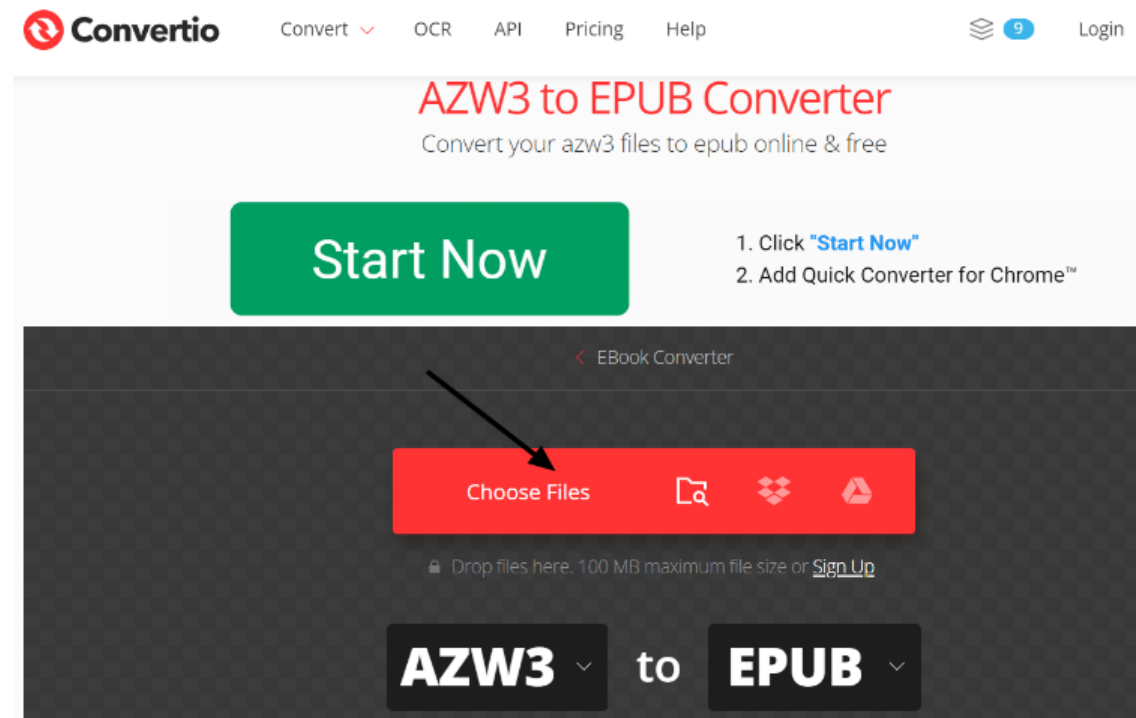 Convertio Convert OCR API Pricing Help 9 Login
AZW3 to EPUB Converter
Convert your azw3 files to epub online & free
Start Now
1. Click "Start Now"
2. Add Quick Converter for Chrome™
EBook Converter
Choose Files
Drop files here. 100 MB maximum file size or Sign Up
AZW3 to EPUB